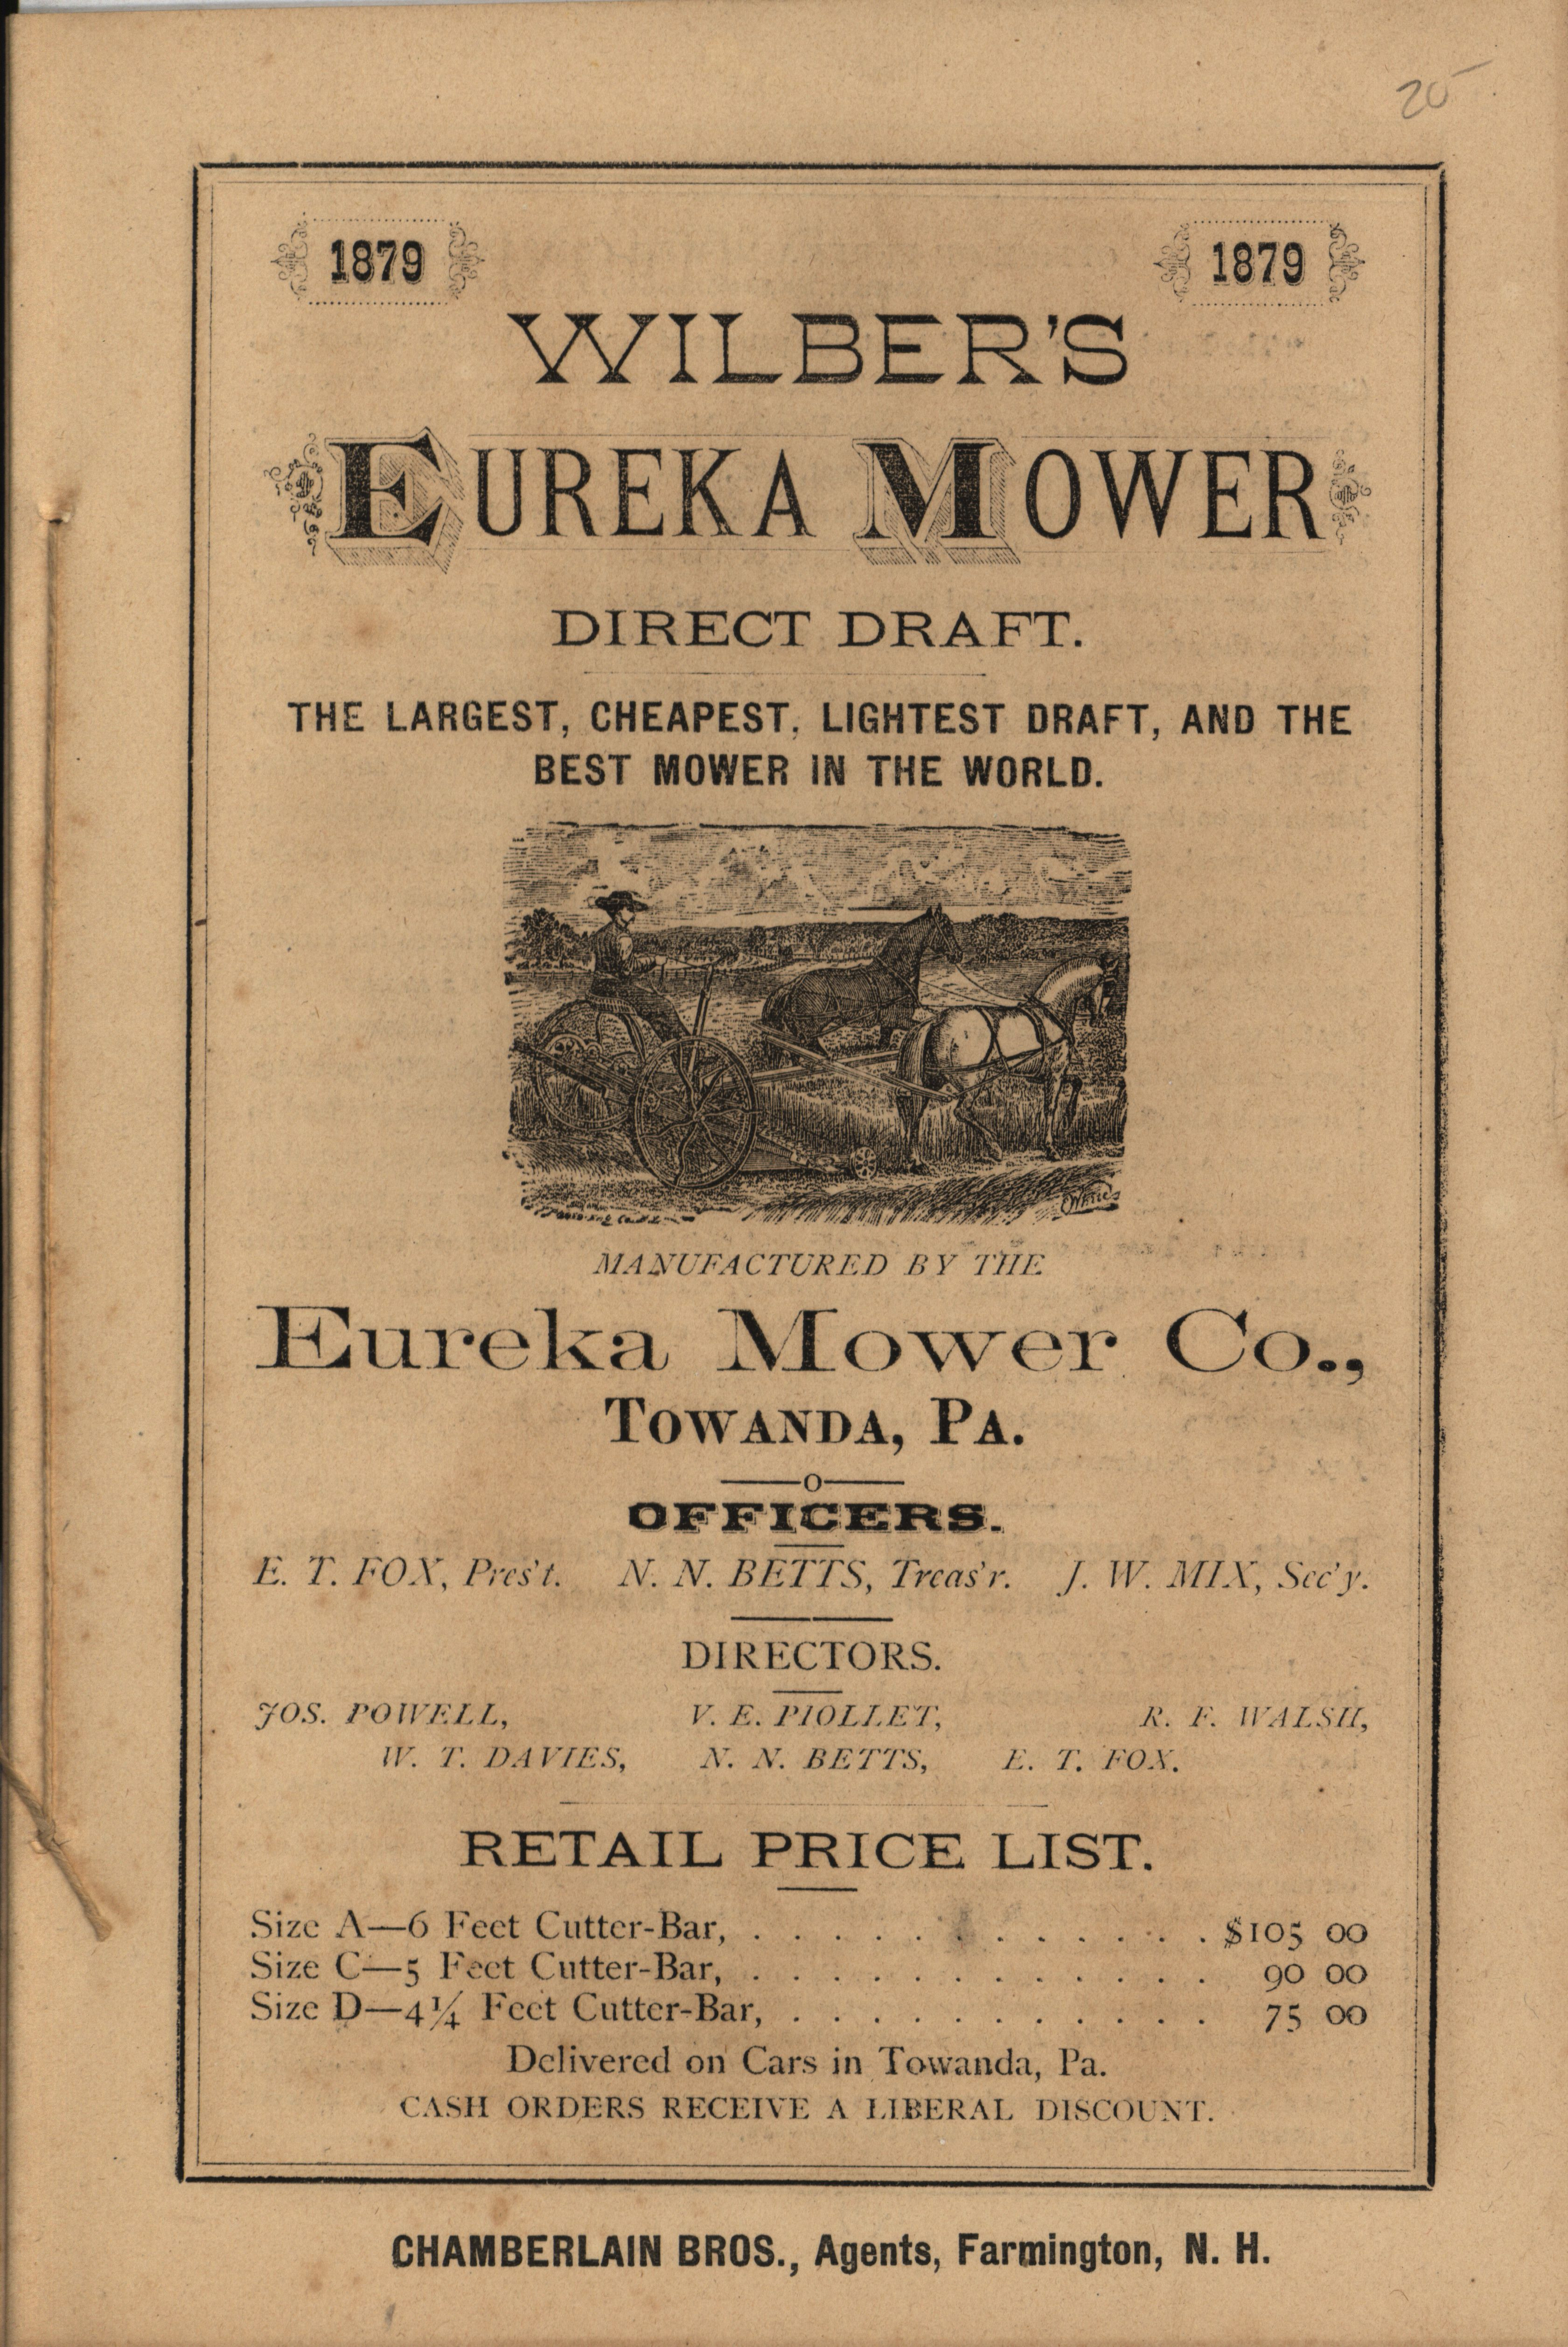 20
1879 1879
WILBER'S
EUREKA MOWER
DIRECT DRAFT.
THE LARGEST, CHEAPEST, LIGHTEST DRAFT, AND THE
BEST MOWER IN THE WORLD.
MANUFACTURED BY THE
Eureka Mower Co.,
TOWANDA, PA.
O
OFFICERS.
E. T. FOX, Pres't. N. N. BETTS, Treas'r. J. W. MIX, Sec'y.
DIRECTORS.
JOS. POWELL, V. E. PIOLLET, R. F. WALSH,
W. T. DAVIES, N. N. BETTS, E. T. FOX.
RETAIL PRICE LIST.
Size A—6 Feet Cutter-Bar, . . . . . . . . . . . . $105 00
Size C—5 Feet Cutter-Bar, . . . . . . . . . . . . 90 00
Size D—4¼ Feet Cutter-Bar, . . . . . . . . . . . 75 00
Delivered on Cars in Towanda, Pa.
CASH ORDERS RECEIVE A LIBERAL DISCOUNT.
CHAMBERLAIN BROS., Agents, Farmington, N. H.